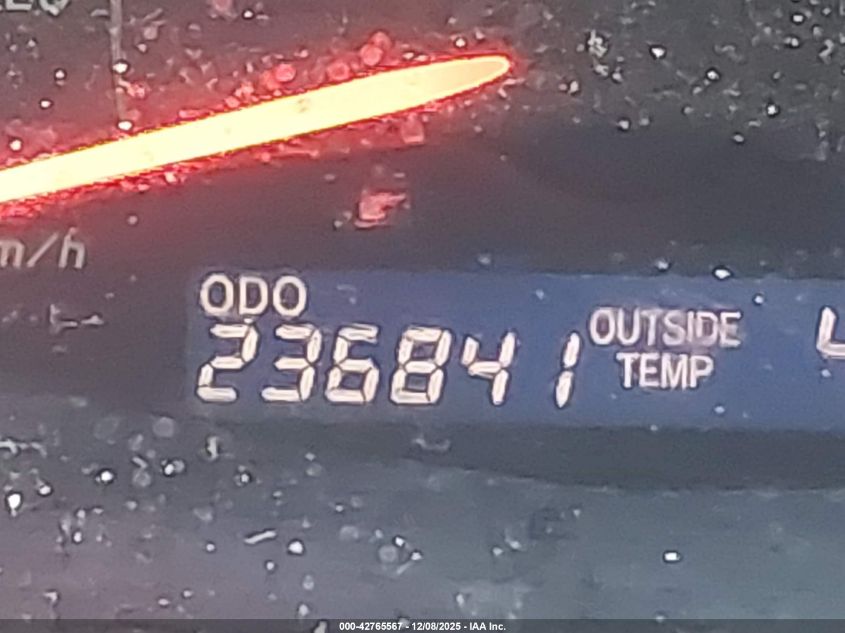 m/h
ODO
236841
OUTSIDE
TEMP
000-42765567 - 12/08/2025 - IAA Inc.